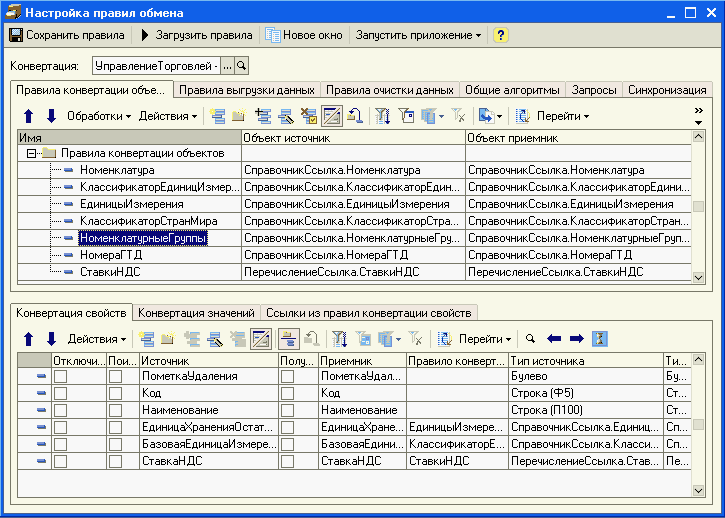 Настройка правил обмена
Сохранить правила Загрузить правила Новое окно Запустить приложение ?
Конвертация: УправлениеТорговлей - ...
Правила конвертации объе... Правила выгрузки данных Правила очистки данных Общие алгоритмы Запросы Синхронизация
Обработки Действия Перейти »
Имя Объект источник Объект приемник
Правила конвертации объектов
Номенклатура СправочникСсылка.Номенклатура СправочникСсылка.Номенклатура
КлассификаторЕдиницИзмер... СправочникСсылка.КлассификаторЕдин... СправочникСсылка.КлассификаторЕдини...
ЕдиницыИзмерения СправочникСсылка.ЕдиницыИзмерения СправочникСсылка.ЕдиницыИзмерения
КлассификаторСтранМира СправочникСсылка.КлассификаторСтра... СправочникСсылка.КлассификаторСтран...
НоменклатурныеГруппы СправочникСсылка.НоменклатурныеГру... СправочникСсылка.НоменклатурныеГруп...
НомераГТД СправочникСсылка.НомераГТД СправочникСсылка.НомераГТД
СтавкиНДС ПеречислениеСсылка.СтавкиНДС ПеречислениеСсылка.СтавкиНДС
Конвертация свойств Конвертация значений Ссылки из правил конвертации свойств
Действия Перейти
Отключи... Пои... Источник Полу... Приемник Правило конверт... Тип источника Ти...
ПометкаУдаления ПометкаУдал... Булево Бу...
Код Код Строка (Ф5) Ст...
Наименование Наименование Строка (П100) Ст...
ЕдиницаХраненияОстат... ЕдиницаХране... ЕдиницыИзмере... СправочникСсылка.Единиц... Сп...
БазоваяЕдиницаИзмере... БазоваяЕдини... КлассификаторЕ... СправочникСсылка.Класси... Сп...
СтавкаНДС СтавкаНДС СтавкиНДС ПеречислениеСсылка.Став... Пе...